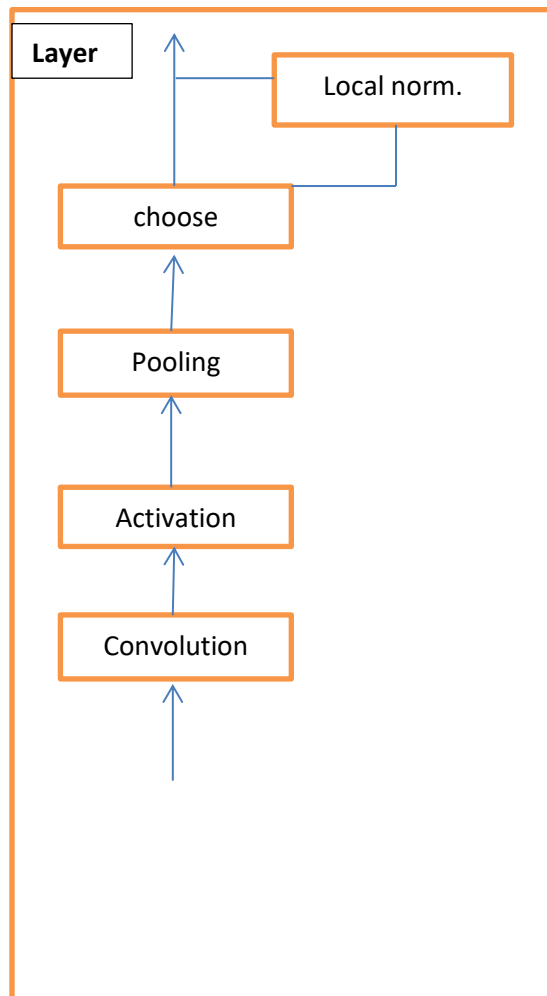 Layer
Local norm.
choose
Pooling
Activation
Convolution